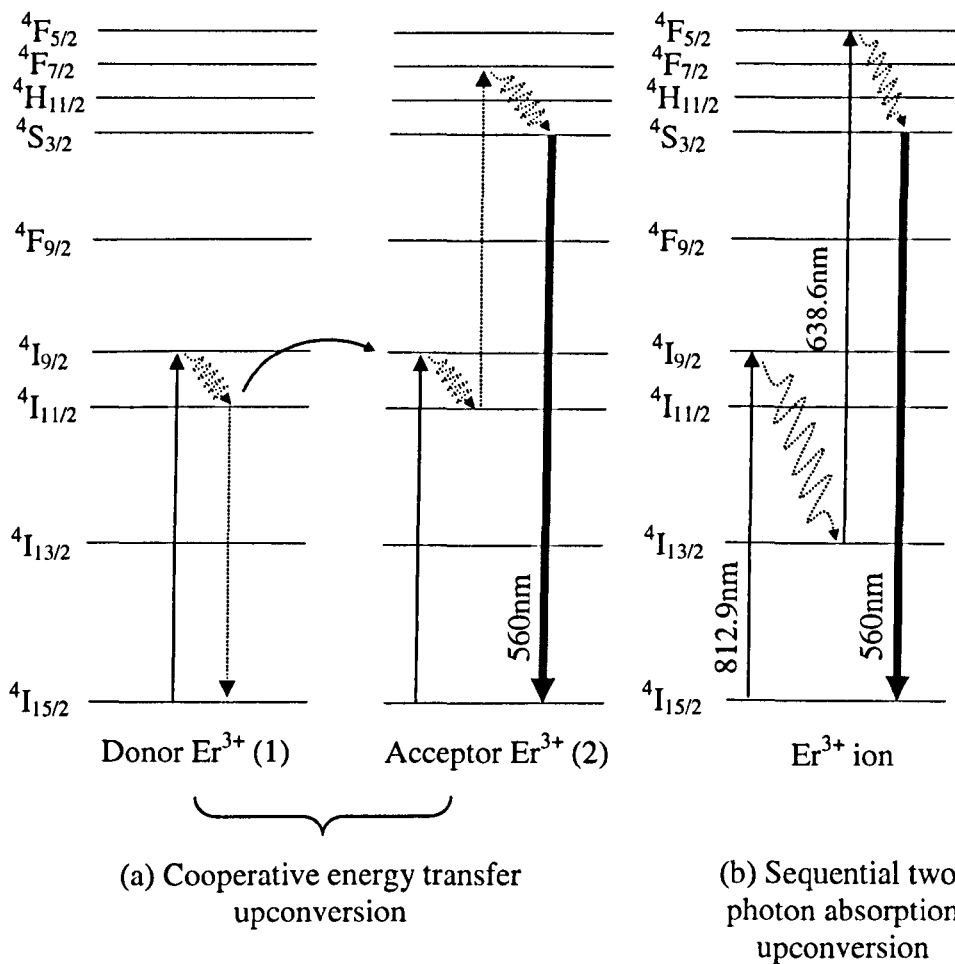 ⁴F₅/₂
⁴F₇/₂
⁴H₁₁/₂
⁴S₃/₂
⁴F₉/₂
⁴I₉/₂
⁴I₁₁/₂
⁴I₁₃/₂
⁴I₁₅/₂
560nm
Donor Er³⁺ (1)
Acceptor Er³⁺ (2)
(a) Cooperative energy transfer
upconversion
⁴F₅/₂
⁴F₇/₂
⁴H₁₁/₂
⁴S₃/₂
⁴F₉/₂
⁴I₉/₂
⁴I₁₁/₂
⁴I₁₃/₂
⁴I₁₅/₂
638.6nm
812.9nm
560nm
Er³⁺ ion
(b) Sequential two
photon absorption
upconversion